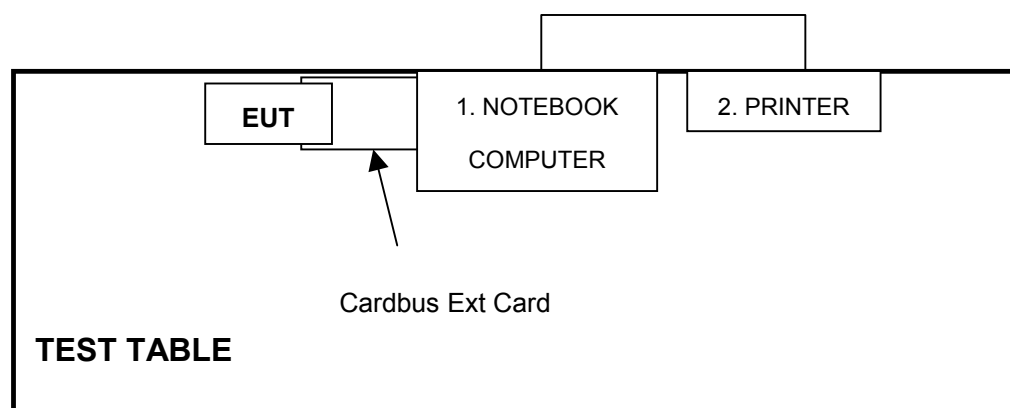 EUT
1. NOTEBOOK
COMPUTER
2. PRINTER
Cardbus Ext Card
TEST TABLE